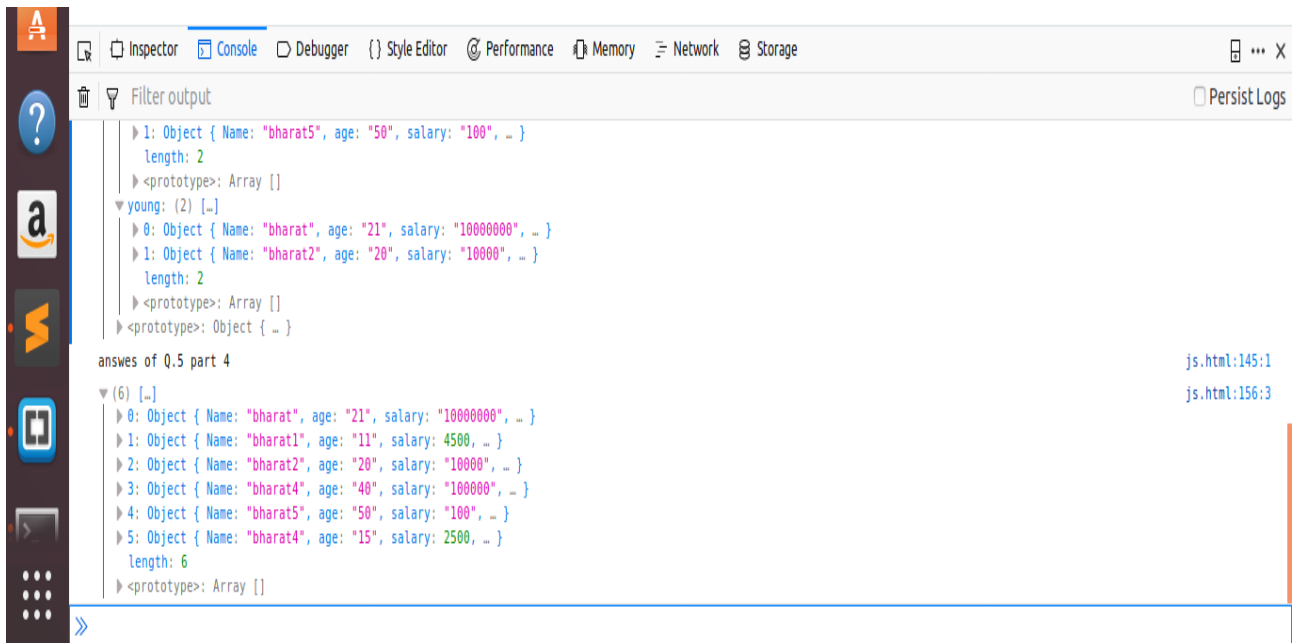 Inspector Console Debugger {} Style Editor Performance Memory Network Storage
Filter output Persist Logs
1: Object { Name: "bharat5", age: "50", salary: "100", … }
length: 2
<prototype>: Array []
young: (2) […]
0: Object { Name: "bharat", age: "21", salary: "10000000", … }
1: Object { Name: "bharat2", age: "20", salary: "10000", … }
length: 2
<prototype>: Array []
<prototype>: Object { … }
answes of Q.5 part 4 js.html:145:1
(6) […] js.html:156:3
0: Object { Name: "bharat", age: "21", salary: "10000000", … }
1: Object { Name: "bharat1", age: "11", salary: 4500, … }
2: Object { Name: "bharat2", age: "20", salary: "10000", … }
3: Object { Name: "bharat4", age: "40", salary: "100000", … }
4: Object { Name: "bharat5", age: "50", salary: "100", … }
5: Object { Name: "bharat4", age: "15", salary: 2500, … }
length: 6
<prototype>: Array []